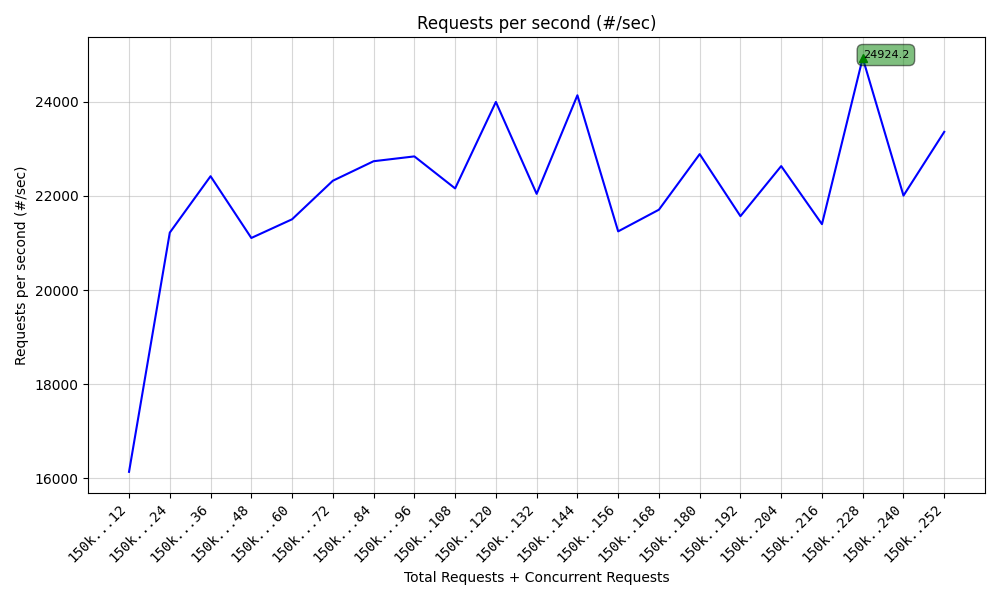 Requests per second (#/sec)
24924.2
24000
22000
20000
18000
16000
Requests per second (#/sec)
150k...12
150k...24
150k...36
150k...48
150k...60
150k...72
150k...84
150k...96
150k..108
150k..120
150k..132
150k..144
150k..156
150k..168
150k..180
150k..192
150k..204
150k..216
150k..228
150k..240
150k..252
Total Requests + Concurrent Requests